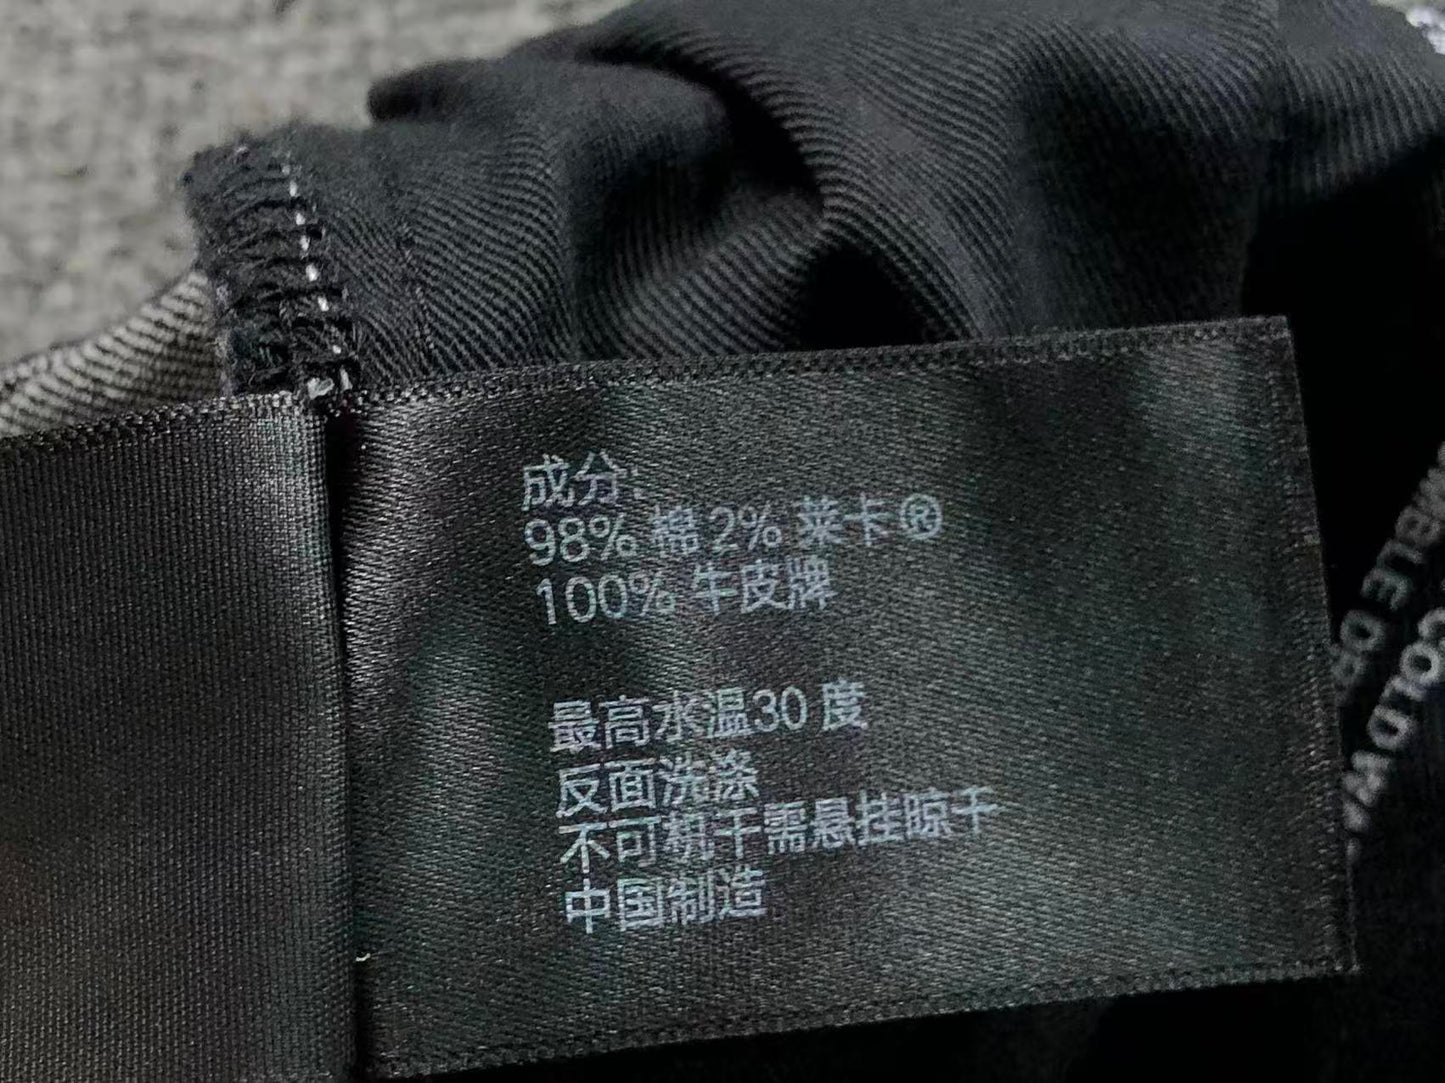 成分:
98% 棉 2% 莱卡®
100% 牛皮牌
最高水温30 度
反面洗涤
不可机干需悬挂晾干
中国制造
COLD